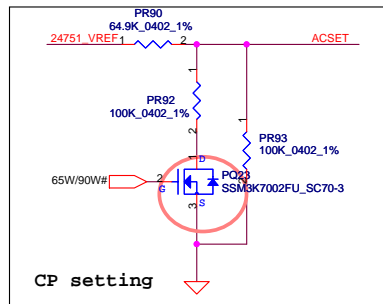 PR90
64.9K_0402_1%
24751_VREF 1 2 ACSET
1
PR92
100K_0402_1%
2
1
PR93
100K_0402_1%
1 D
PQ23
SSM3K7002FU_SC70-3
65W/90W# 2
G
S
3
CP setting